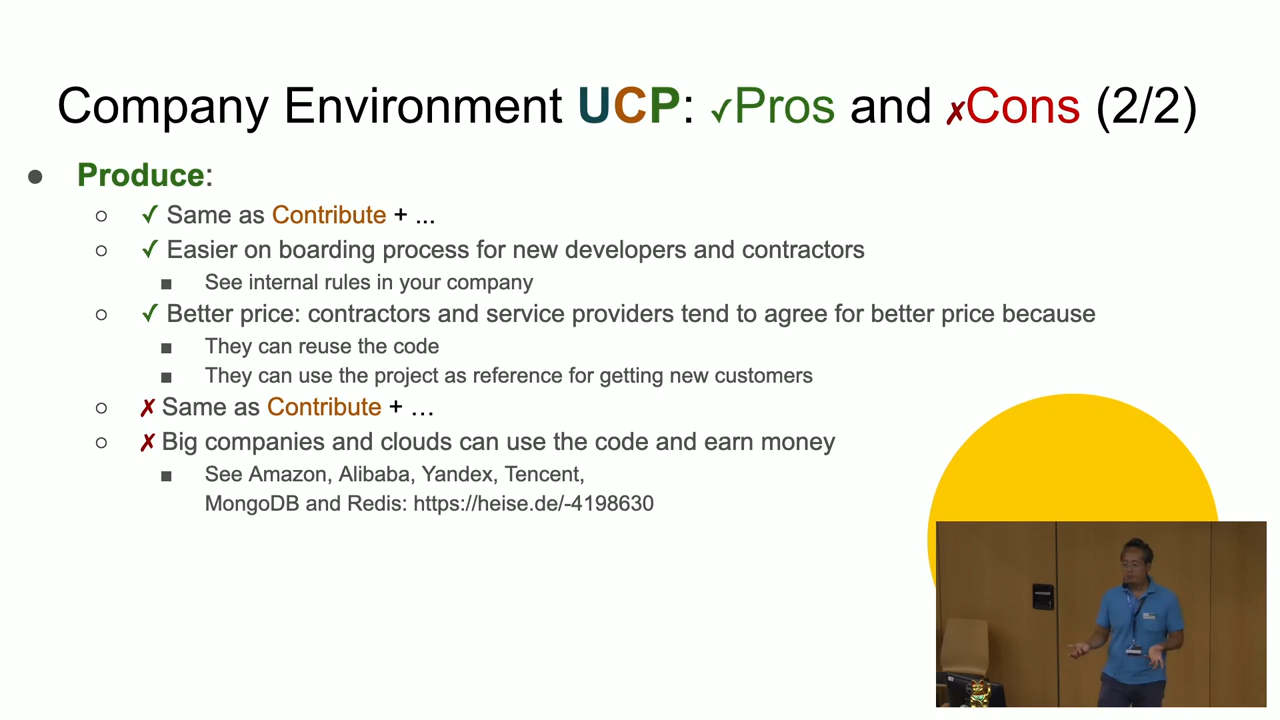 Company Environment UCP: ✓Pros and ✗Cons (2/2)
● Produce:
○ ✓ Same as Contribute + ...
○ ✓ Easier on boarding process for new developers and contractors
■ See internal rules in your company
○ ✓ Better price: contractors and service providers tend to agree for better price because
■ They can reuse the code
■ They can use the project as reference for getting new customers
○ ✗ Same as Contribute + …
○ ✗ Big companies and clouds can use the code and earn money
■ See Amazon, Alibaba, Yandex, Tencent,
MongoDB and Redis: https://heise.de/-4198630